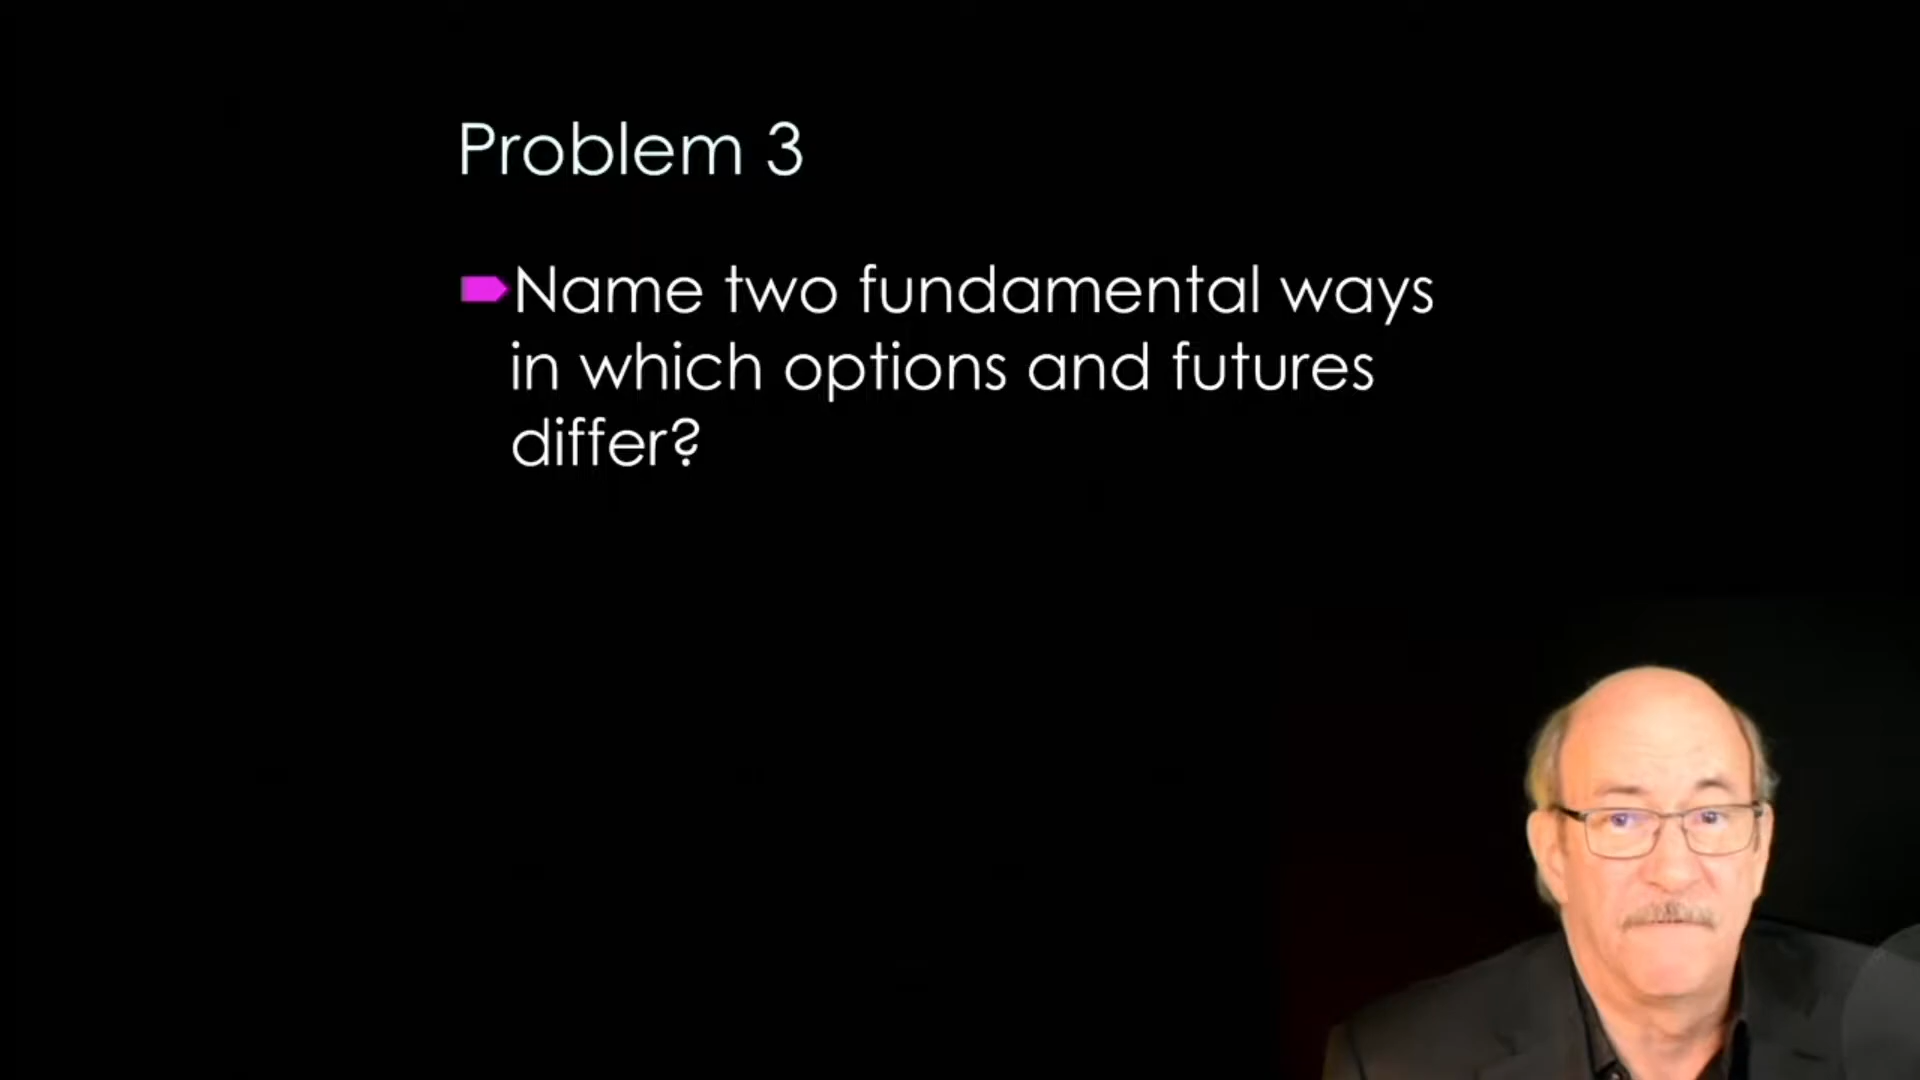 Problem 3
Name two fundamental ways
in which options and futures
differ?